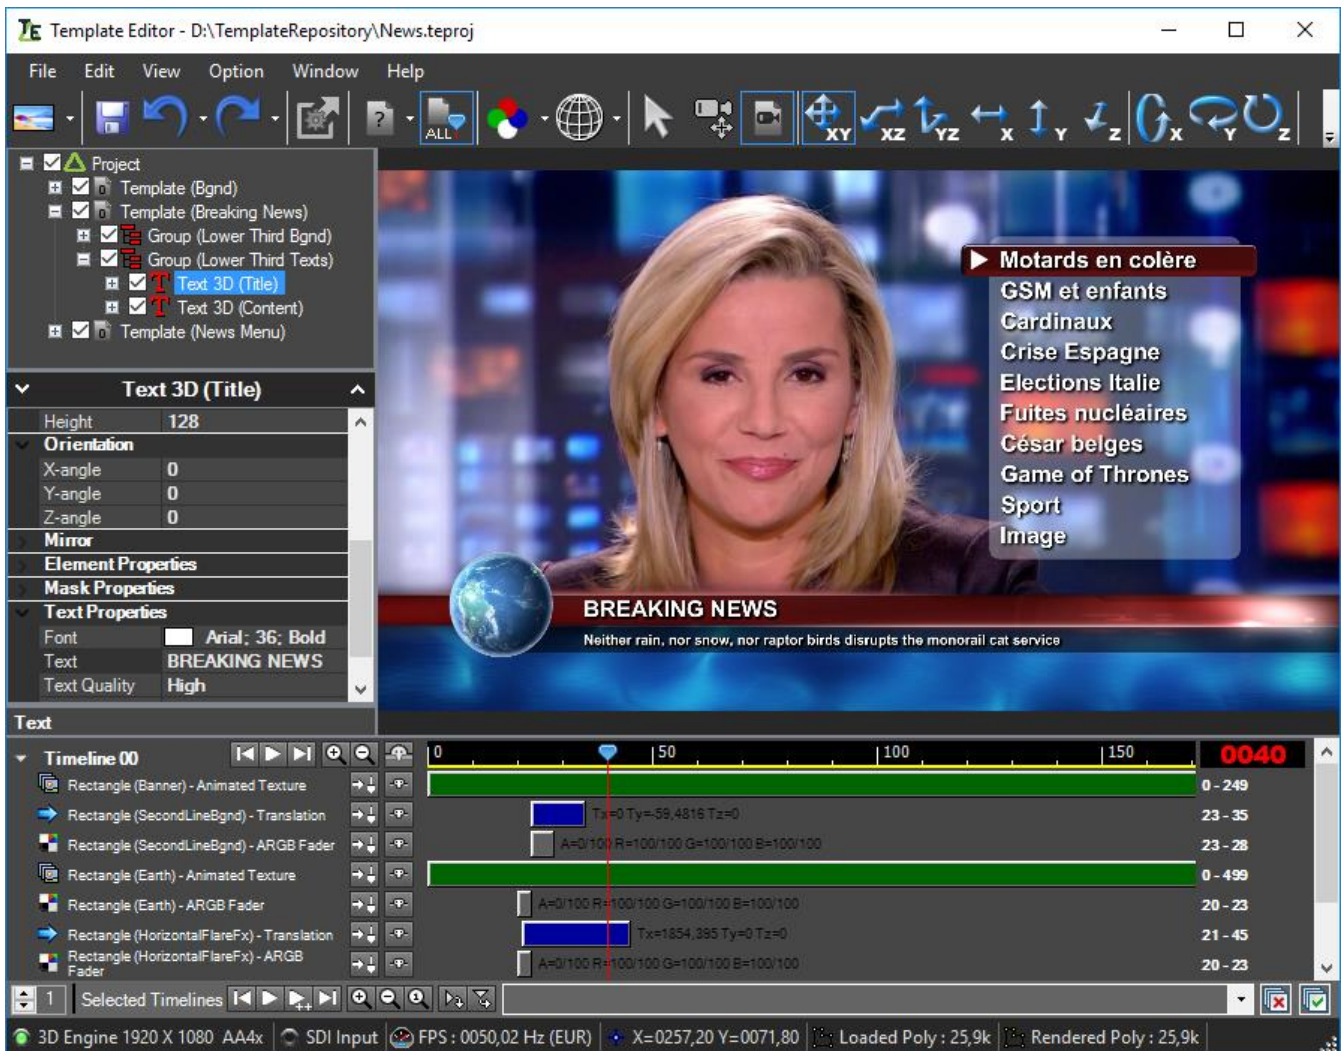 TE Template Editor - D:\TemplateRepository\News.teproj
File Edit View Option Window Help
? ALL XY XZ YZ X Y Z X Y Z
Project
Template (Bgnd)
Template (Breaking News)
Group (Lower Third Bgnd)
Group (Lower Third Texts)
Text 3D (Title)
Text 3D (Content)
Template (News Menu)
Text 3D (Title)
Height 128
Orientation
X-angle 0
Y-angle 0
Z-angle 0
Mirror
Element Properties
Mask Properties
Text Properties
Font Arial; 36; Bold
Text BREAKING NEWS
Text Quality High
Text
Motards en colère
GSM et enfants
Cardinaux
Crise Espagne
Elections Italie
Fuites nucléaires
César belges
Game of Thrones
Sport
Image
BREAKING NEWS
Neither rain, nor snow, nor raptor birds disrupts the monorail cat service
Timeline 00 0 50 100 150 0040
Rectangle (Banner) - Animated Texture 0 - 249
Rectangle (SecondLineBgnd) - Translation Tx=0 Ty=-59,4816 Tz=0 23 - 35
Rectangle (SecondLineBgnd) - ARGB Fader A=0/100 R=100/100 G=100/100 B=100/100 23 - 28
Rectangle (Earth) - Animated Texture 0 - 499
Rectangle (Earth) - ARGB Fader A=0/100 R=100/100 G=100/100 B=100/100 20 - 23
Rectangle (HorizontalFlareFx) - Translation Tx=1854,395 Ty=0 Tz=0 21 - 45
Rectangle (HorizontalFlareFx) - ARGB
Fader A=0/100 R=100/100 G=100/100 B=100/100 20 - 23
1 Selected Timelines
3D Engine 1920 X 1080 AA4x SDI Input FPS : 0050,02 Hz (EUR) X=0257,20 Y=0071,80 Loaded Poly : 25,9k Rendered Poly : 25,9k